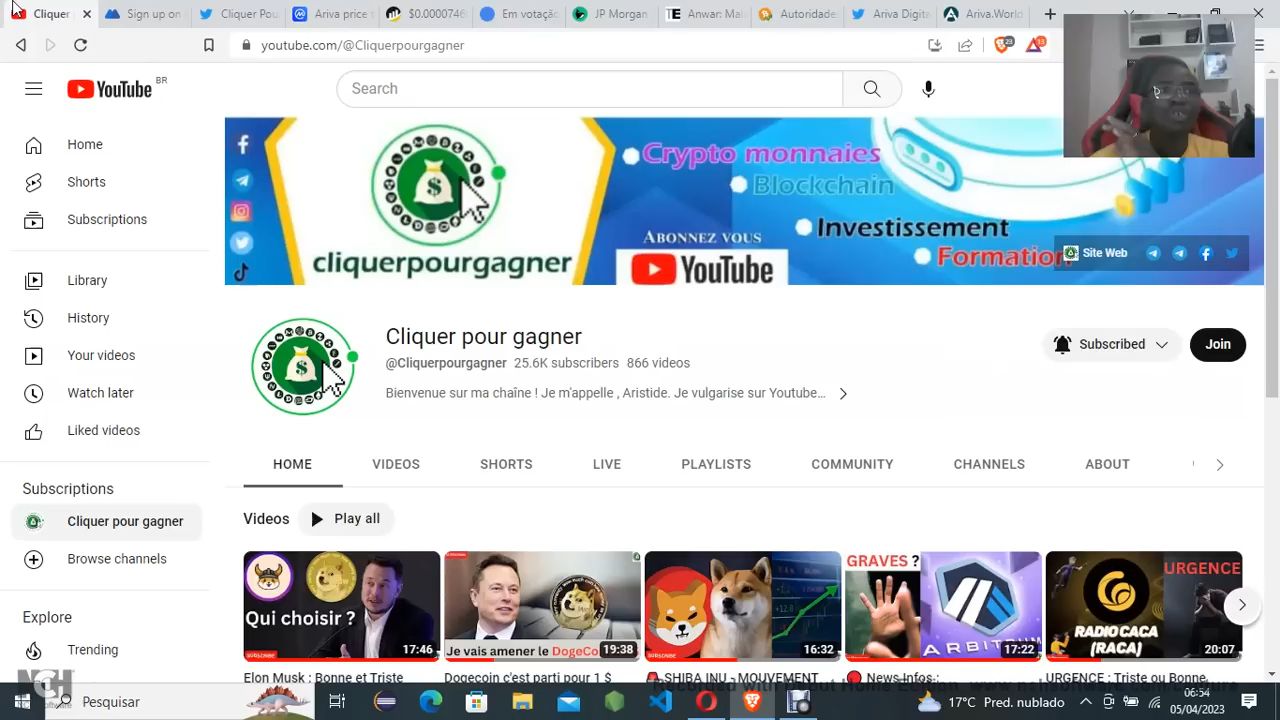 Cliquer
Sign up on
Cliquer Pou
Ariva price
$0.0000746
Em votação
JP Morgan
Anwar: Mal
Autoridade
Ariva Digit
Ariva.World
youtube.com/@Cliquerpourgagner
23
13
YouTube BR
Search
Home
Shorts
Subscriptions
Library
History
Your videos
Watch later
Liked videos
Subscriptions
Cliquer pour gagner
Browse channels
Explore
Trending
cliquerpourgagner
Crypto monnaies
Blockchain
Investissement
Formation
ABONNEZ VOUS
YouTube
Site Web
Cliquer pour gagner
@Cliquerpourgagner 25.6K subscribers 866 videos
Bienvenue sur ma chaîne ! Je m'appelle , Aristide. Je vulgarise sur Youtube...
Subscribed
Join
HOME
VIDEOS
SHORTS
LIVE
PLAYLISTS
COMMUNITY
CHANNELS
ABOUT
Videos
Play all
Qui choisir ?
17:46
Je vais amener le DogeCo
19:38
16:32
GRAVES ?
ARBITRUM
17:22
URGENCE
RADIO CACA
(RACA)
20:07
Elon Musk : Bonne et Triste
Dogecoin c'est parti pour 1 $
SHIBA INU - MOUVEMENT
News Infos :
URGENCE : Triste ou Bonne
NCH
Pesquisar
17°C Pred. nublado
06:54
05/04/2023